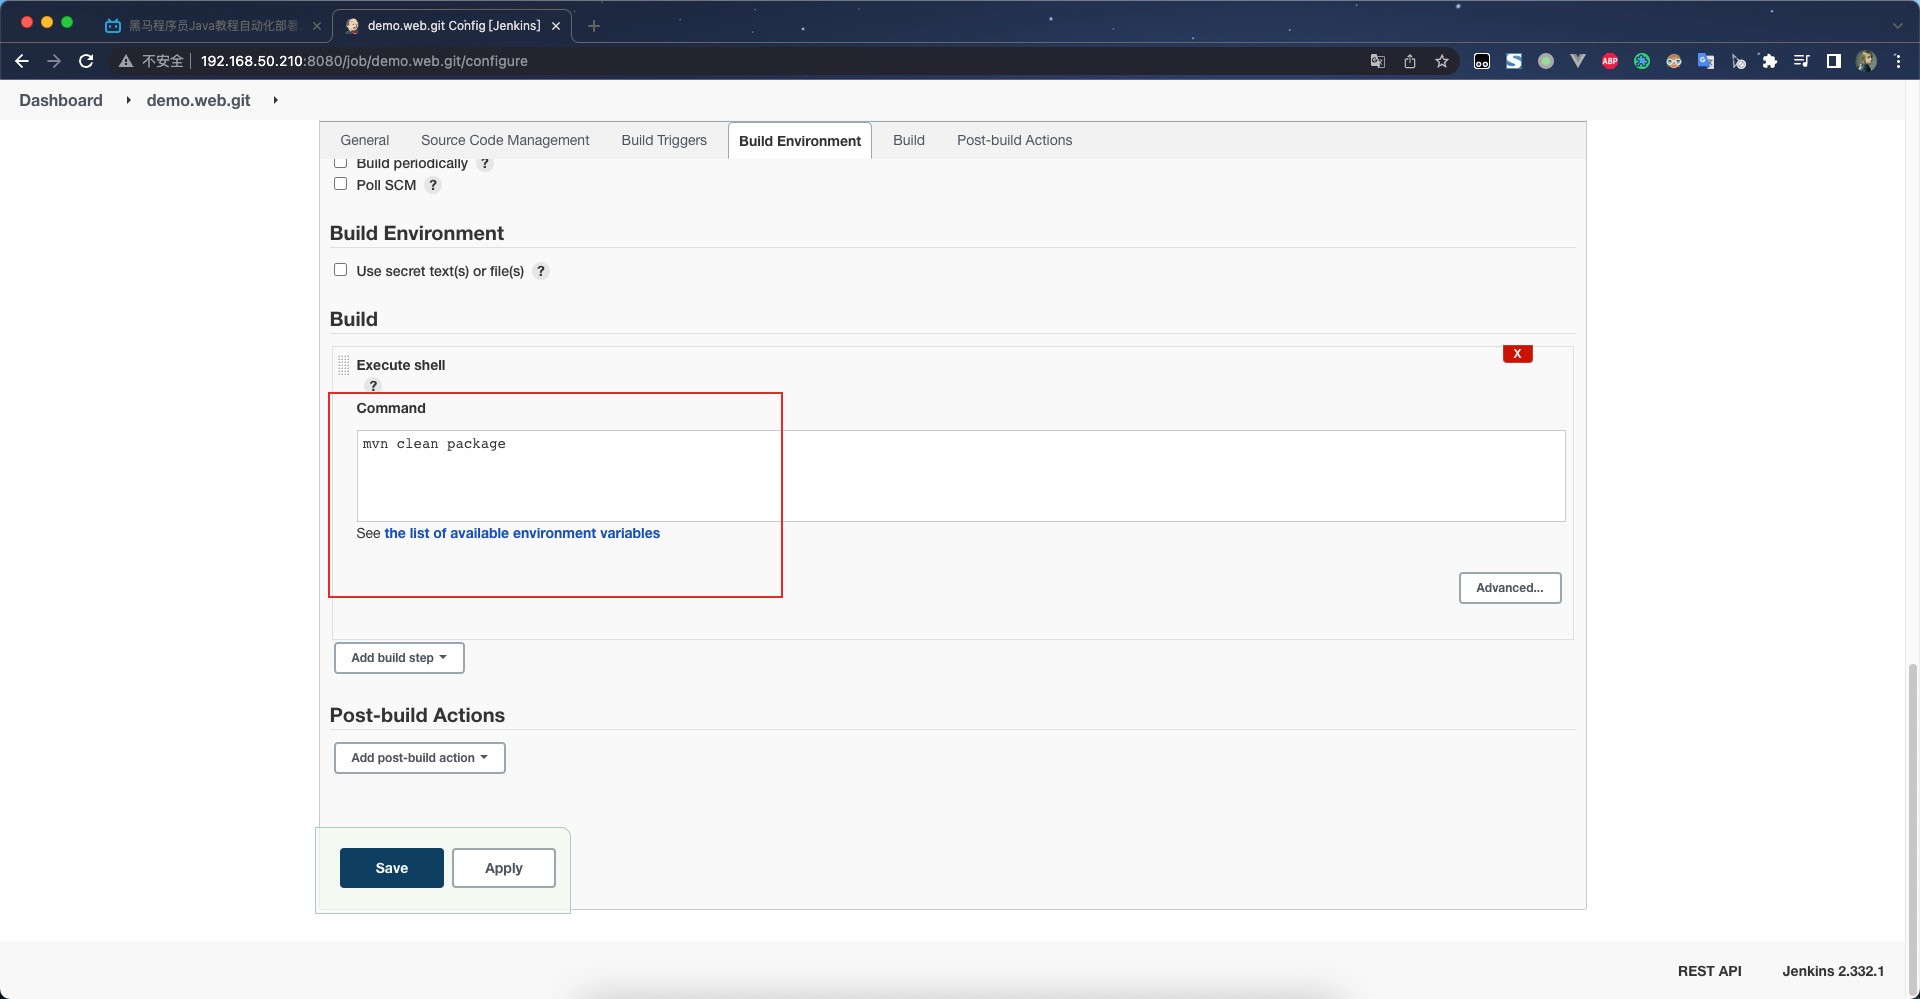 黑马程序员Java教程自动化部署
demo.web.git Config [Jenkins]
不安全
192.168.50.210:8080/job/demo.web.git/configure
ABP
Dashboard
demo.web.git
General
Source Code Management
Build Triggers
Build Environment
Build
Post-build Actions
Build periodically ?
Poll SCM ?
Build Environment
Use secret text(s) or file(s) ?
Build
X
Execute shell
?
Command
mvn clean package
See the list of available environment variables
Advanced...
Add build step
Post-build Actions
Add post-build action
Save
Apply
REST API
Jenkins 2.332.1